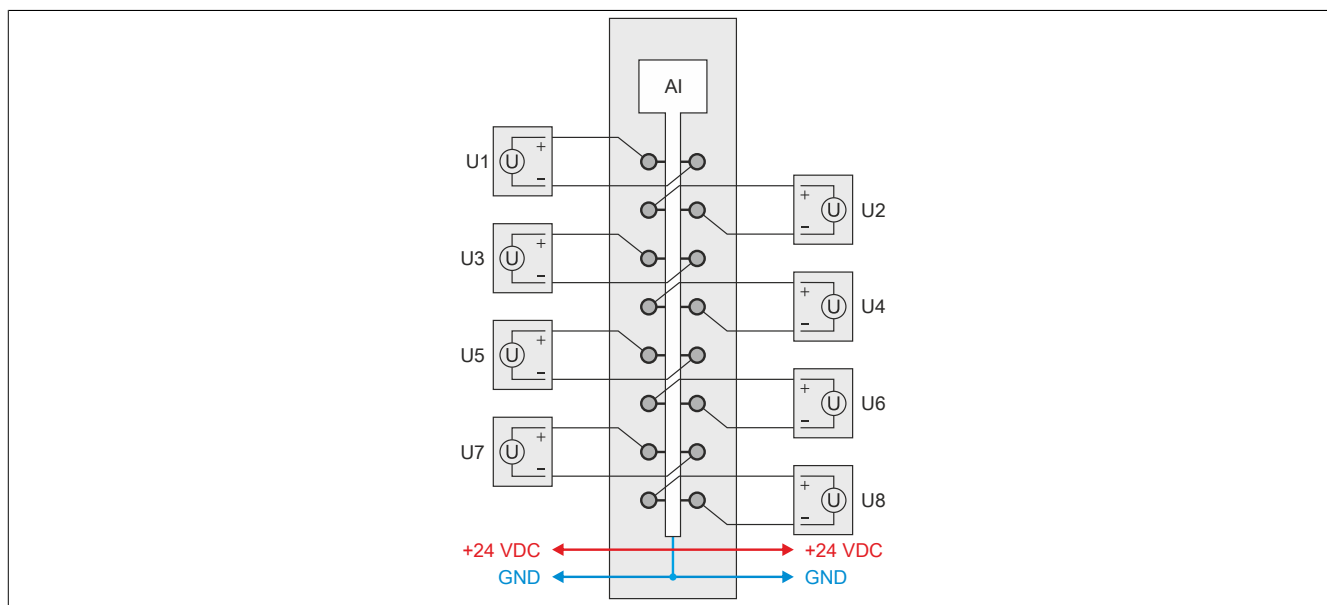 AI
U1 U + −
+ − U U2
U3 U + −
+ − U U4
U5 U + −
+ − U U6
U7 U + −
+ − U U8
+24 VDC +24 VDC
GND GND